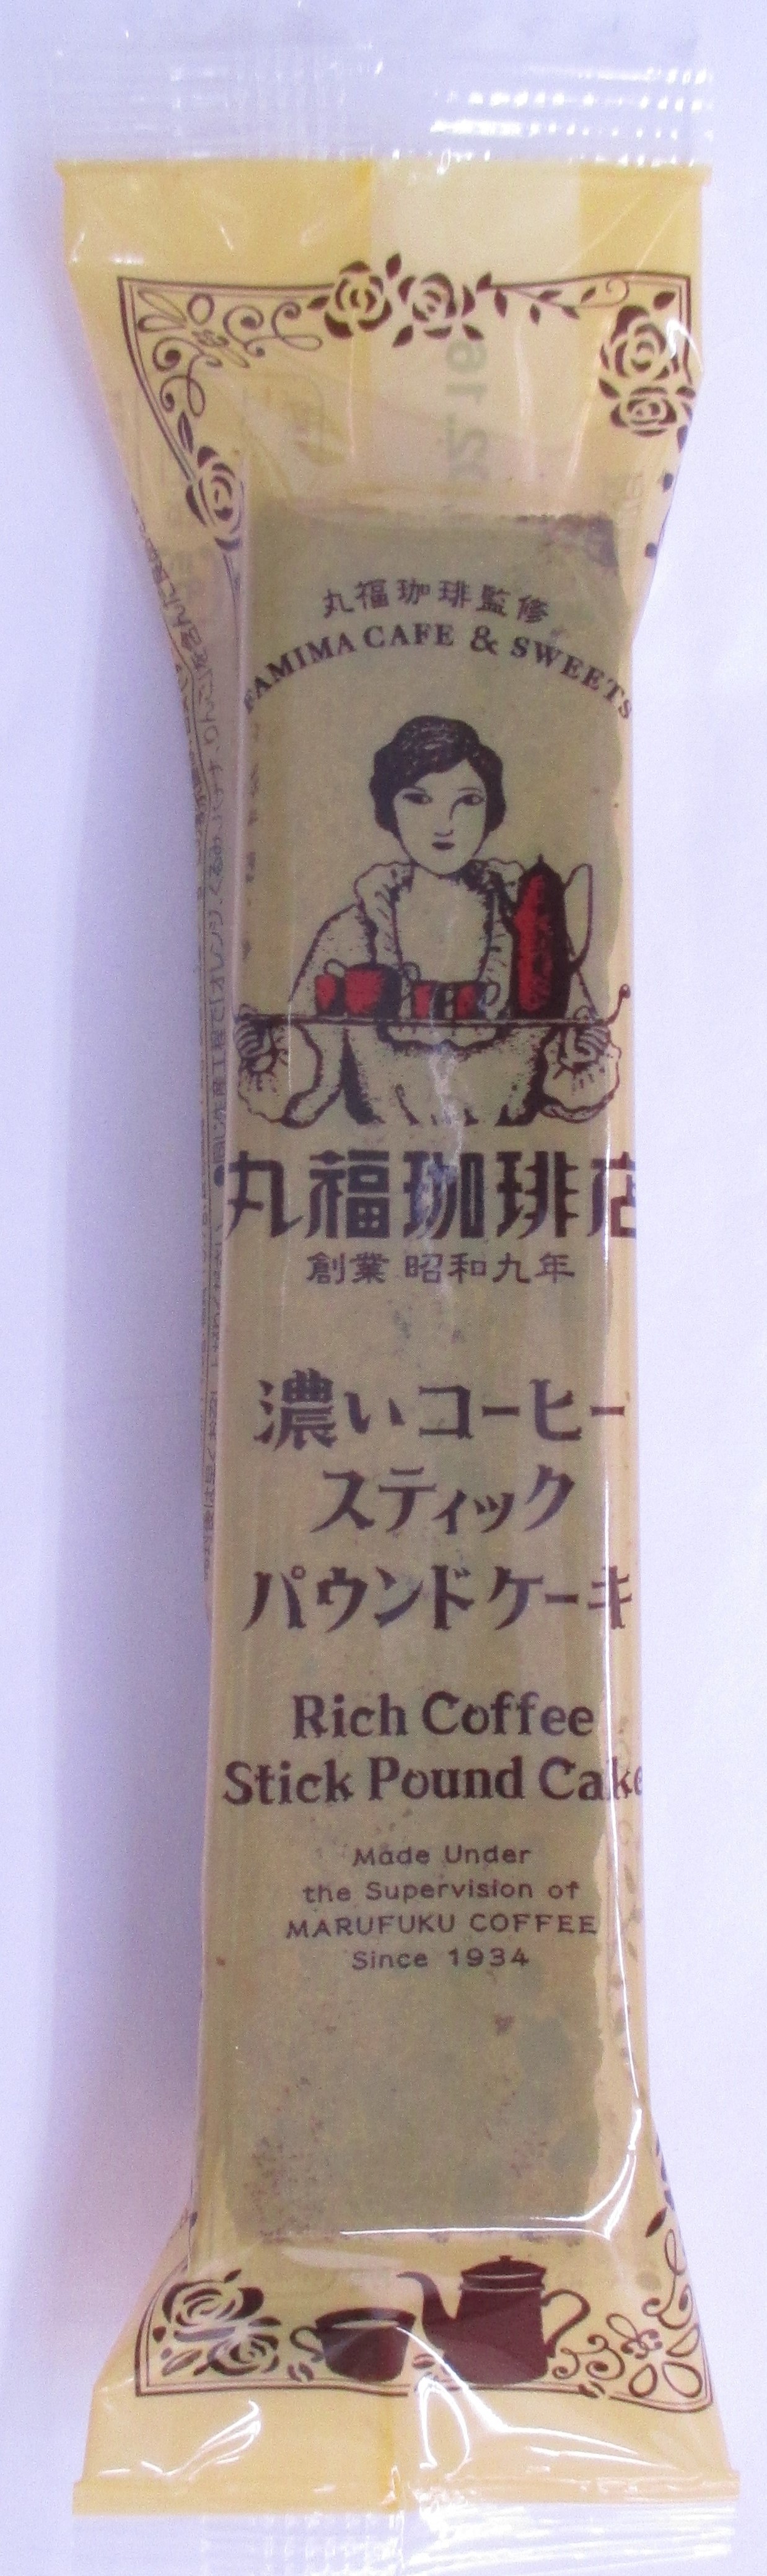 丸福珈琲監修
FAMIMA CAFE & SWEETS
丸福珈琲店
創業 昭和九年
濃いコーヒー
スティック
パウンドケーキ
Rich Coffee
Stick Pound Cake
Made Under
the Supervision of
MARUFUKU COFFEE
Since 1934